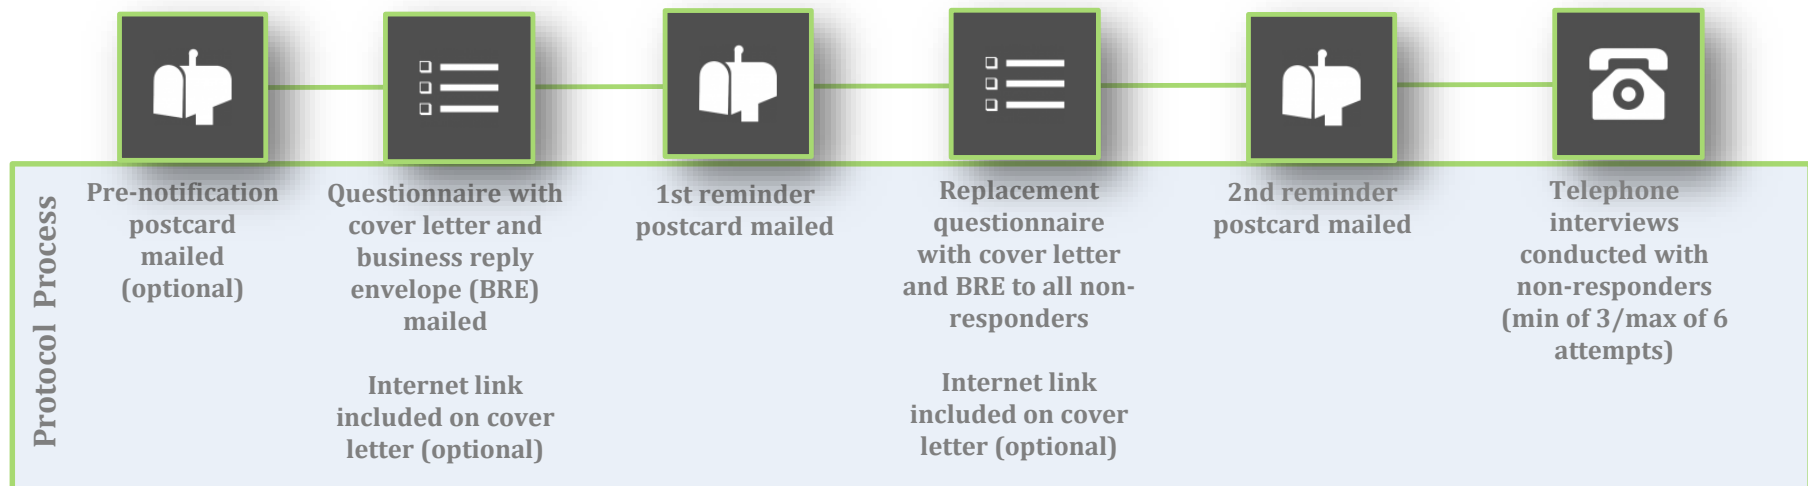 Protocol Process
Pre-notification
postcard
mailed
(optional)
Questionnaire with
cover letter and
business reply
envelope (BRE)
mailed
Internet link
included on cover
letter (optional)
1st reminder
postcard mailed
Replacement
questionnaire
with cover letter
and BRE to all non-
responders
Internet link
included on cover
letter (optional)
2nd reminder
postcard mailed
Telephone
interviews
conducted with
non-responders
(min of 3/max of 6
attempts)